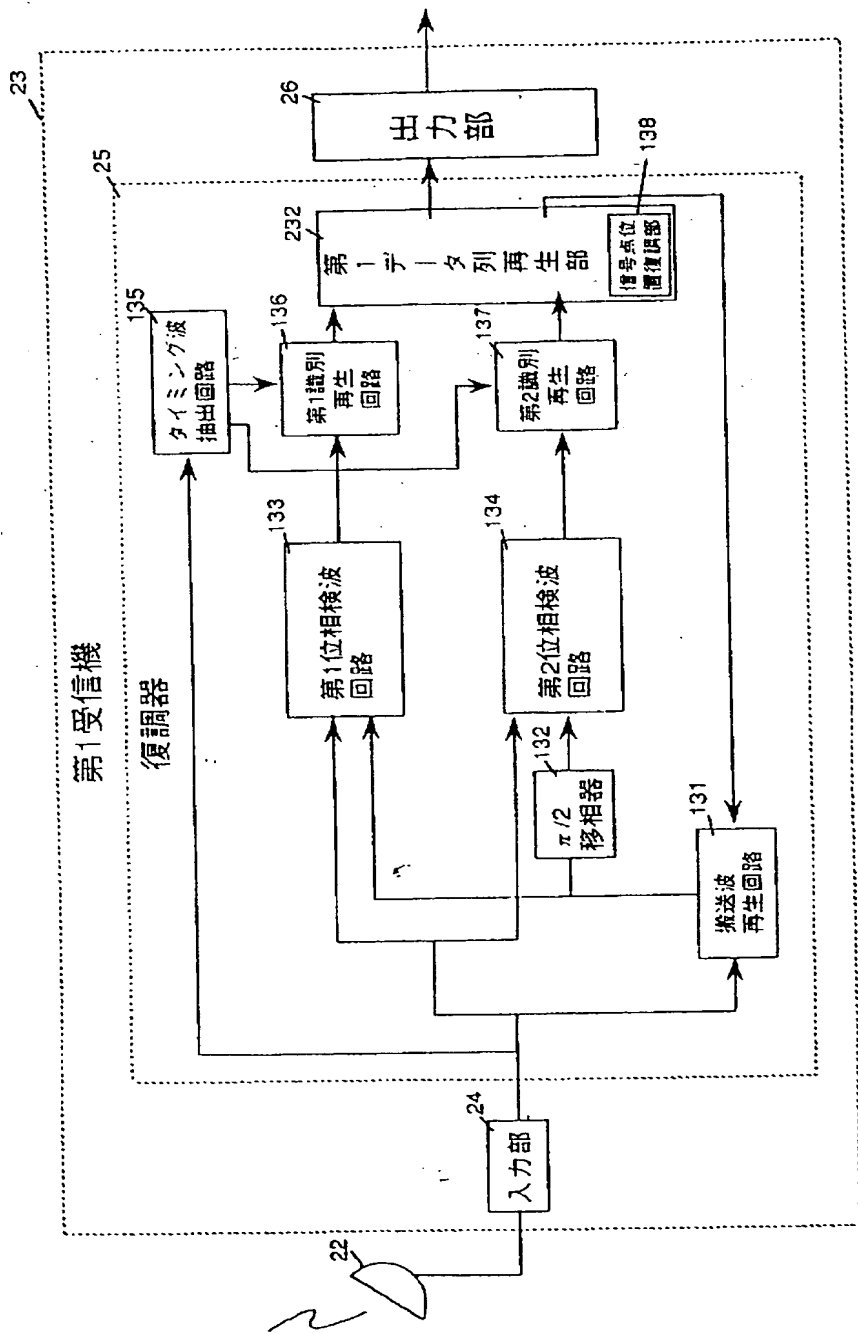 第1受信機
23
復調器
25
22
24
入力部
135
タイミング波
抽出回路
133
第1位相検波
回路
136
第1識別
再生
回路
134
第2位相検波
回路
137
第2識別
再生
回路
132
π/2
移相器
131
搬送波
再生回路
232
第1データ列再生部
138
信号点位
置復調部
26
出力部